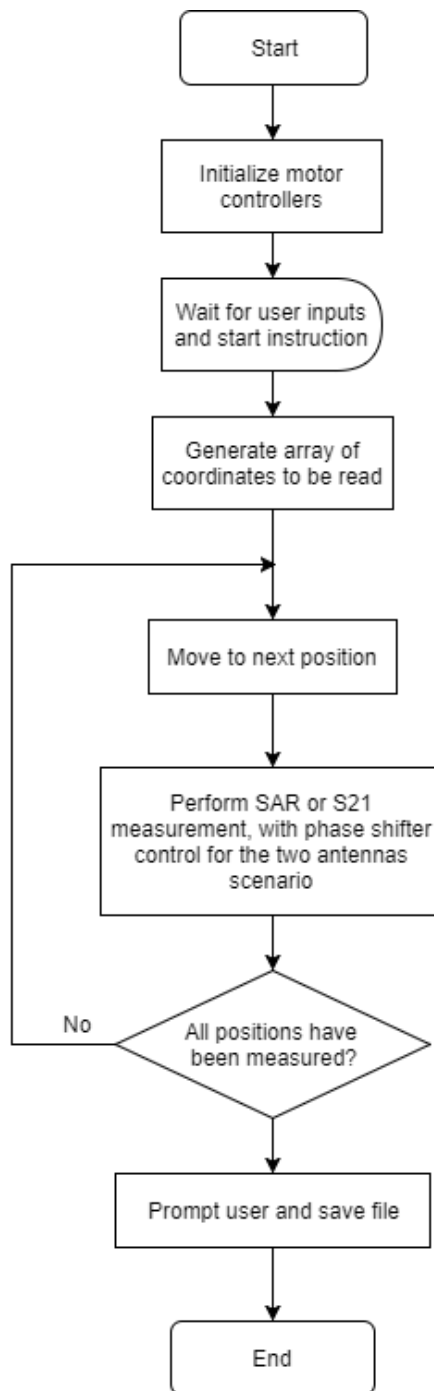 Start
Initialize motor
controllers
Wait for user inputs
and start instruction
Generate array of
coordinates to be read
Move to next position
Perform SAR or S21
measurement, with phase shifter
control for the two antennas
scenario
All positions have
been measured?
No
Prompt user and save file
End